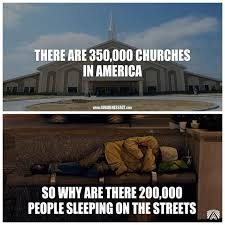 THERE ARE 350,000 CHURCHES
IN AMERICA
SO WHY ARE THERE 200,000
PEOPLE SLEEPING ON THE STREETS